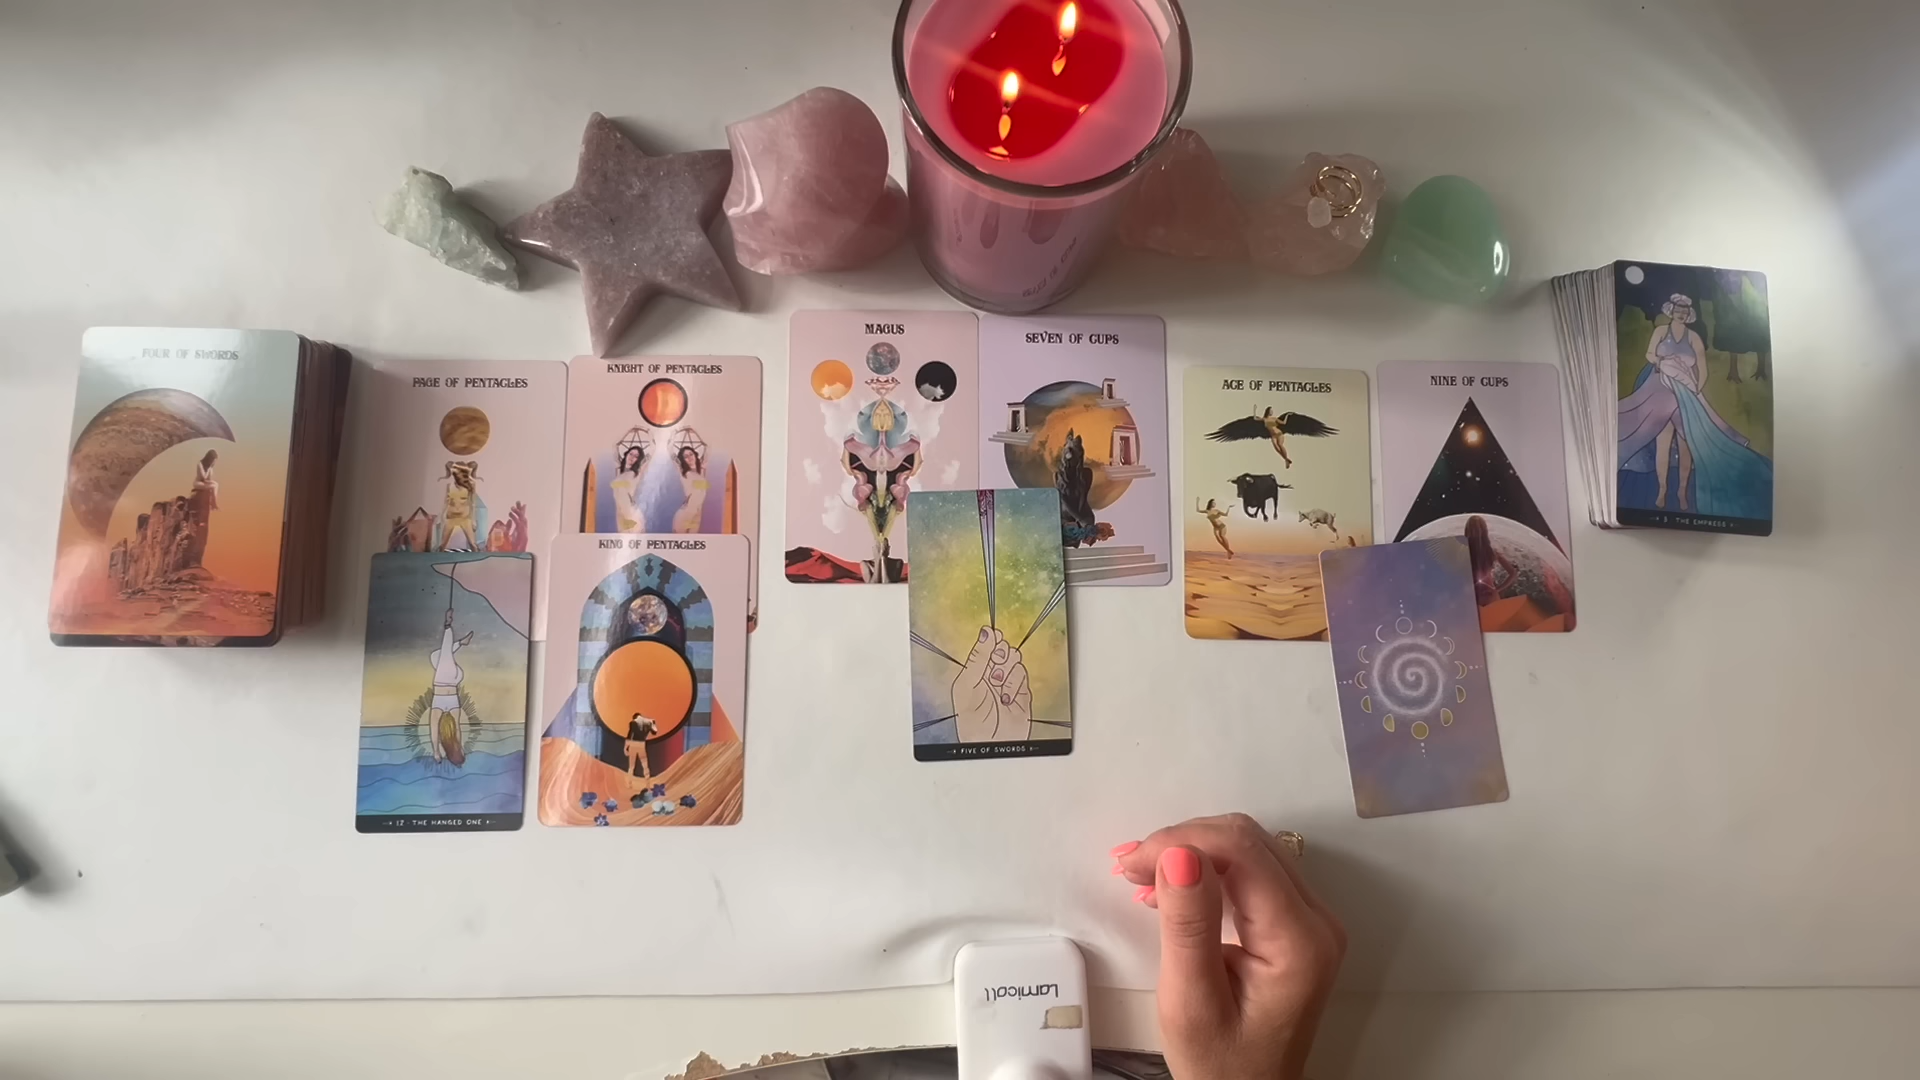 FOUR OF SWORDS
PAGE OF PENTACLES
KNIGHT OF PENTACLES
MAGUS
SEVEN OF CUPS
ACE OF PENTACLES
NINE OF CUPS
3 · THE EMPRESS
KING OF PENTACLES
FIVE OF SWORDS
12 · THE HANGED ONE
Lamicall